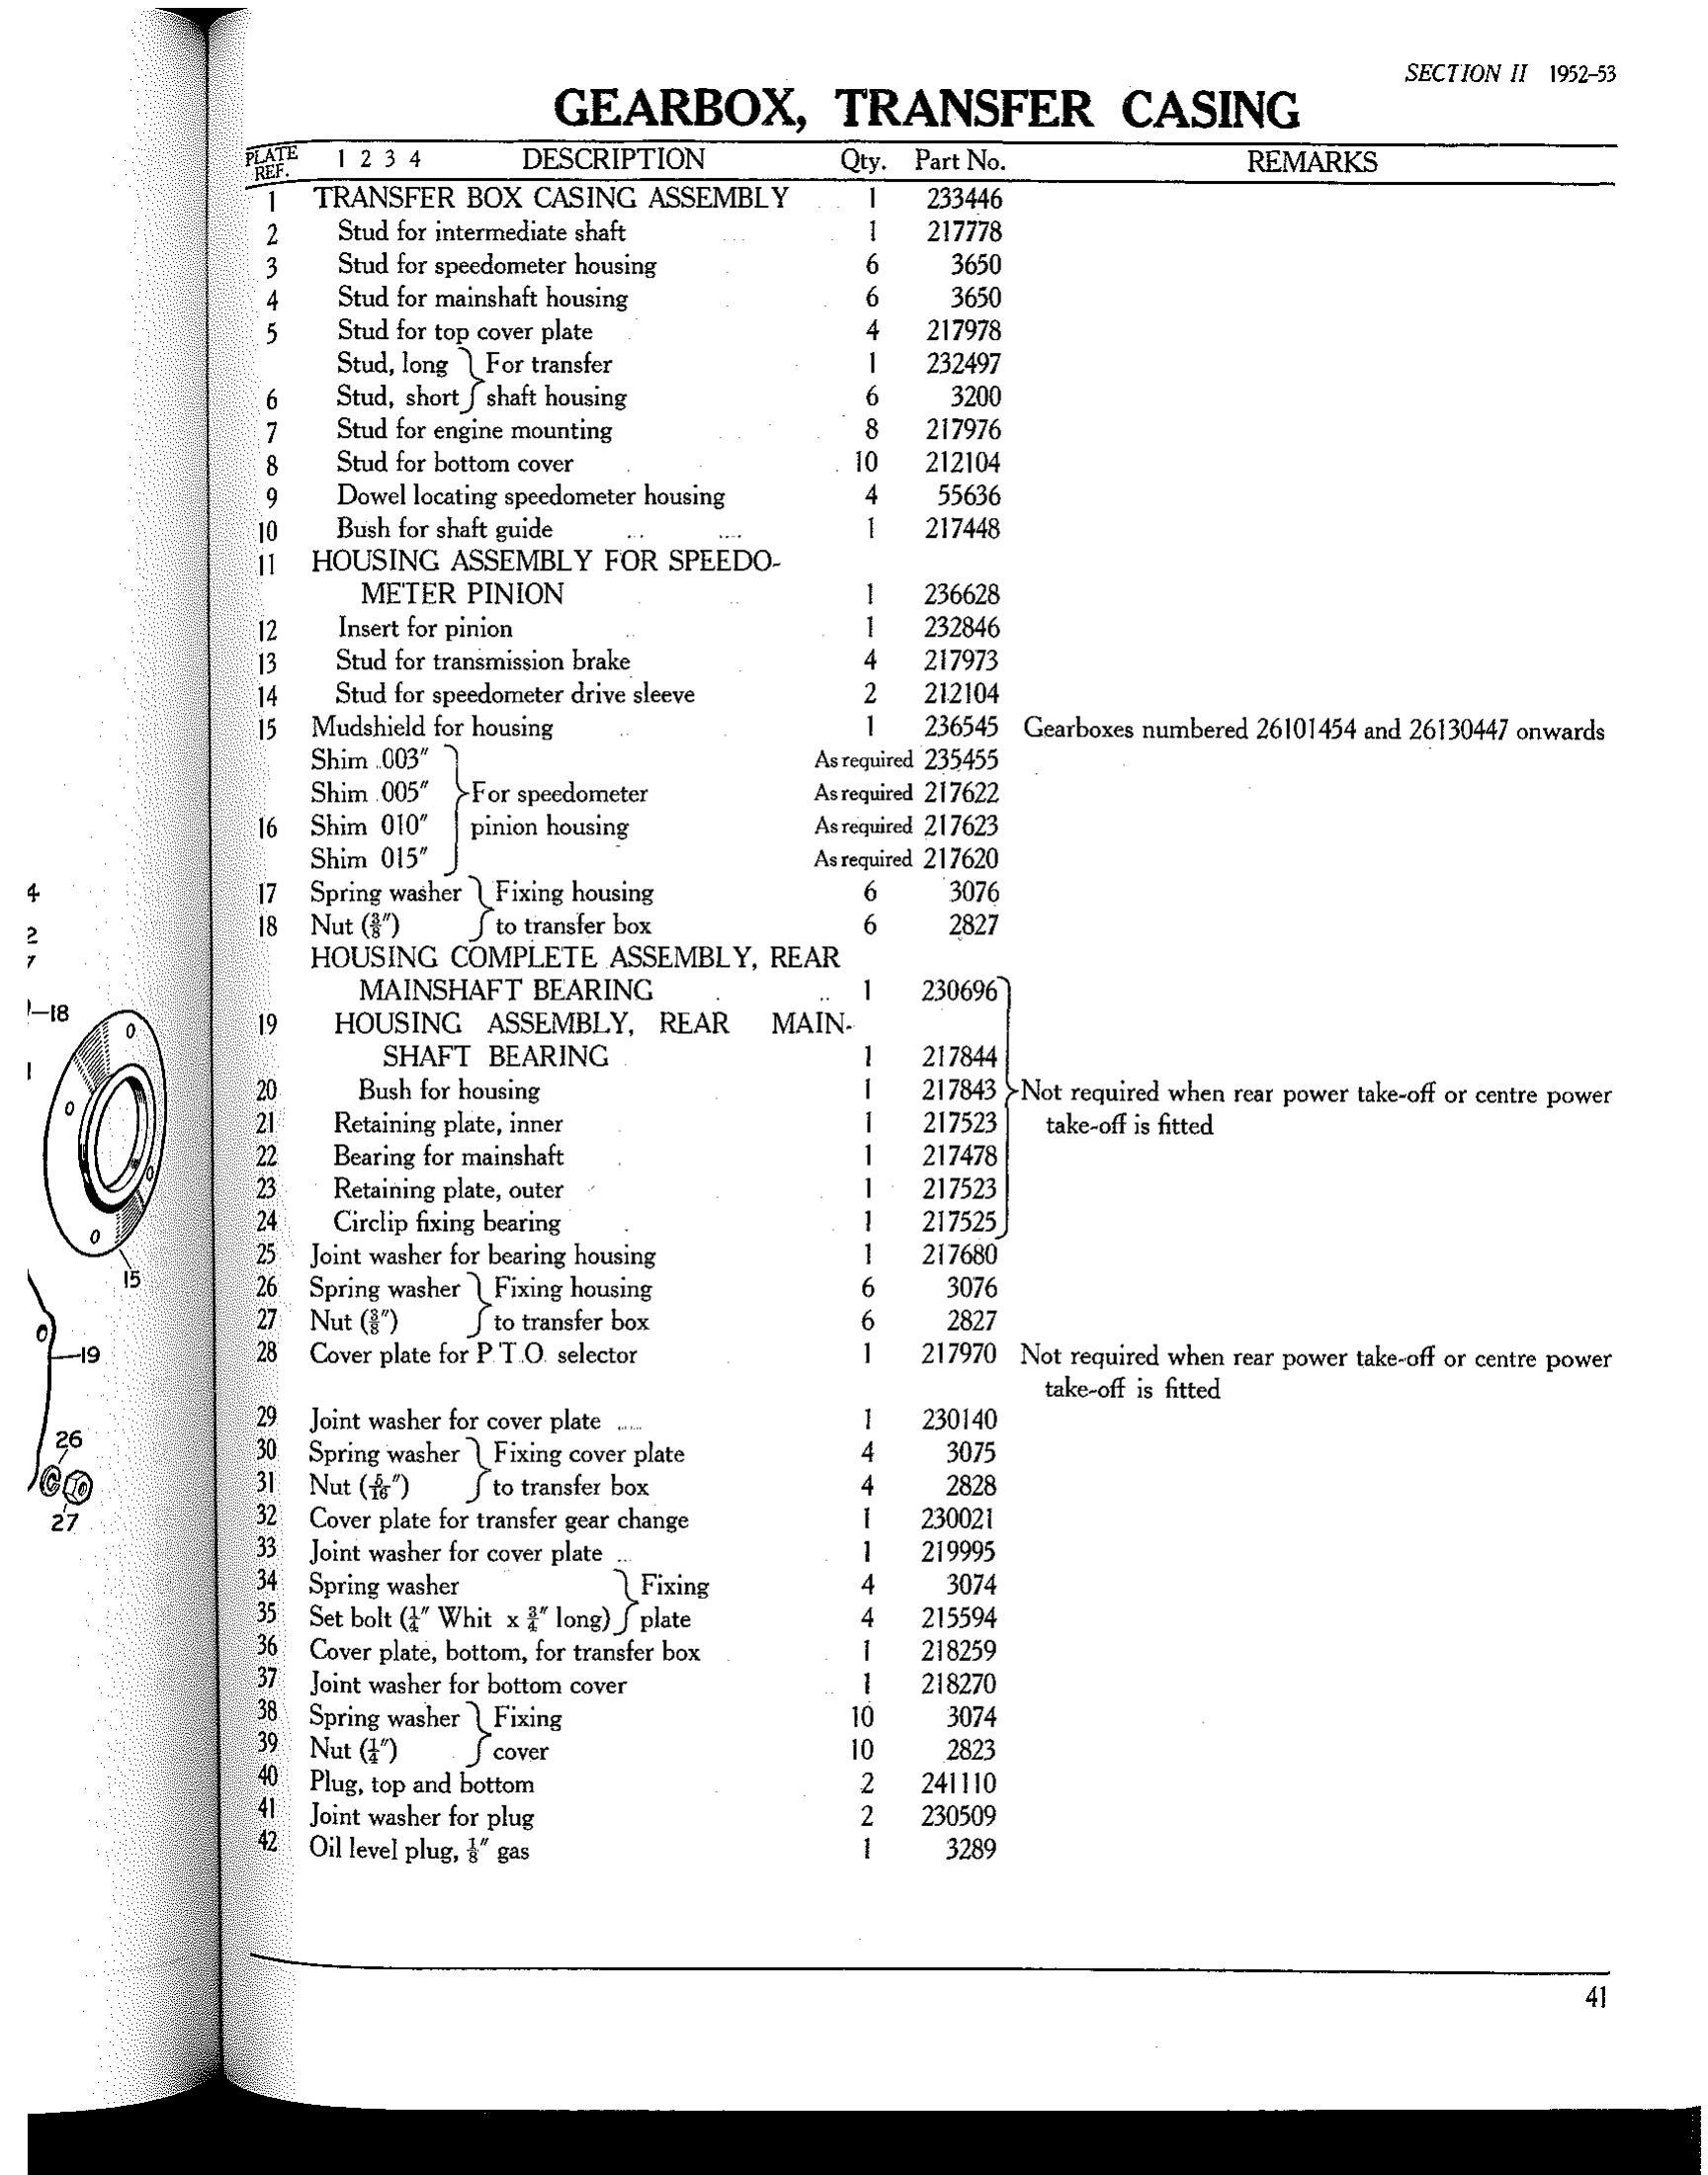 SECTION II 1952–53
GEARBOX, TRANSFER CASING
PLATE REF. 1 2 3 4 DESCRIPTION Qty. Part No. REMARKS
1 TRANSFER BOX CASING ASSEMBLY 1 233446
2 Stud for intermediate shaft 1 217778
3 Stud for speedometer housing 6 3650
4 Stud for mainshaft housing 6 3650
5 Stud for top cover plate 4 217978
Stud, long } For transfer 1 232497
6 Stud, short } shaft housing 6 3200
7 Stud for engine mounting 8 217976
8 Stud for bottom cover 10 212104
9 Dowel locating speedometer housing 4 55636
10 Bush for shaft guide 1 217448
11 HOUSING ASSEMBLY FOR SPEEDO-
METER PINION 1 236628
12 Insert for pinion 1 232846
13 Stud for transmission brake 4 217973
14 Stud for speedometer drive sleeve 2 212104
15 Mudshield for housing 1 236545 Gearboxes numbered 26101454 and 26130447 onwards
Shim .003″ As required 235455
Shim .005″ } For speedometer As required 217622
16 Shim 010″ pinion housing As required 217623
Shim 015″ As required 217620
17 Spring washer } Fixing housing 6 3076
18 Nut (⅜″) } to transfer box 6 2827
HOUSING COMPLETE ASSEMBLY, REAR
MAINSHAFT BEARING 1 230696
19 HOUSING ASSEMBLY, REAR MAIN-
SHAFT BEARING 1 217844
20 Bush for housing 1 217843 } Not required when rear power take-off or centre power
21 Retaining plate, inner 1 217523 take-off is fitted
22 Bearing for mainshaft 1 217478
23 Retaining plate, outer 1 217523
24 Circlip fixing bearing 1 217525
25 Joint washer for bearing housing 1 217680
26 Spring washer } Fixing housing 6 3076
27 Nut (⅜″) } to transfer box 6 2827
28 Cover plate for P.T.O. selector 1 217970 Not required when rear power take-off or centre power
take-off is fitted
29 Joint washer for cover plate 1 230140
30 Spring washer } Fixing cover plate 4 3075
31 Nut (5/16″) } to transfer box 4 2828
32 Cover plate for transfer gear change 1 230021
33 Joint washer for cover plate 1 219995
34 Spring washer } Fixing 4 3074
35 Set bolt (¼″ Whit x ¾″ long) } plate 4 215594
36 Cover plate, bottom, for transfer box 1 218259
37 Joint washer for bottom cover 1 218270
38 Spring washer } Fixing 10 3074
39 Nut (¼″) } cover 10 2823
40 Plug, top and bottom 2 241110
41 Joint washer for plug 2 230509
42 Oil level plug, ⅛″ gas 1 3289
41
4
2
7
18
1
15
19
26
27